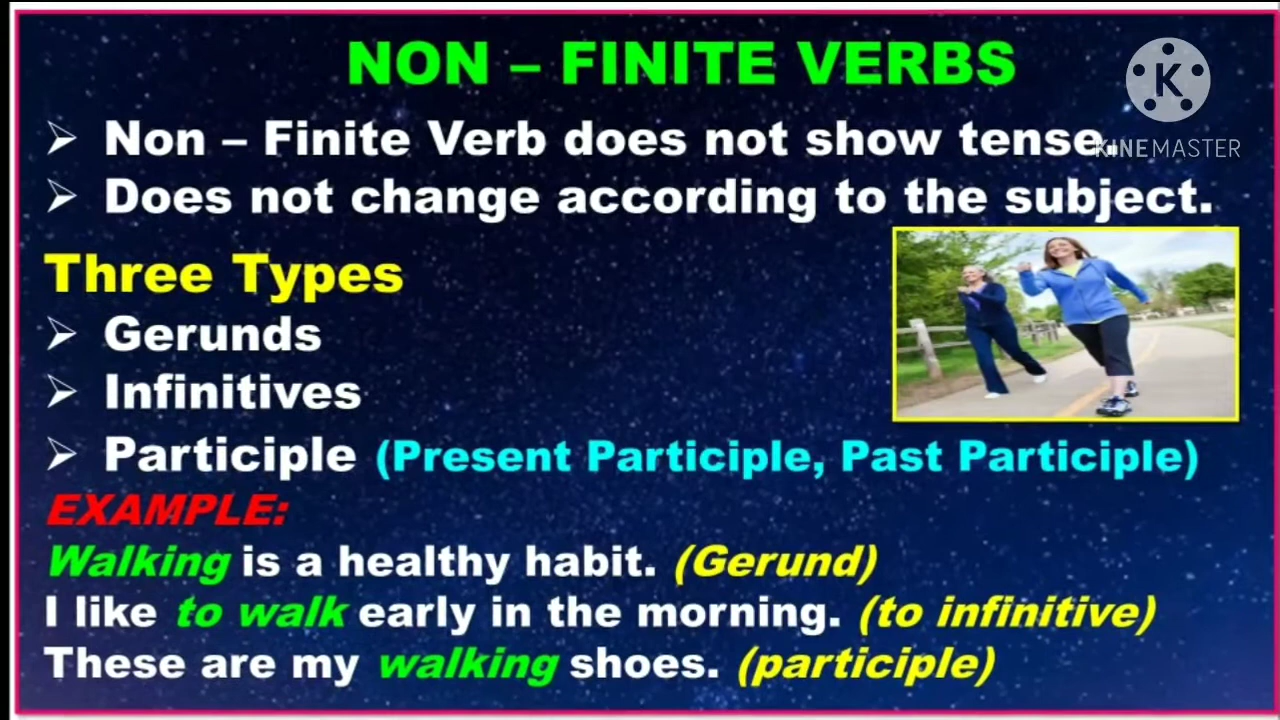 NON – FINITE VERBS
K
KINEMASTER
➢ Non – Finite Verb does not show tense.
➢ Does not change according to the subject.
Three Types
➢ Gerunds
➢ Infinitives
➢ Participle (Present Participle, Past Participle)
EXAMPLE:
Walking is a healthy habit. (Gerund)
I like to walk early in the morning. (to infinitive)
These are my walking shoes. (participle)